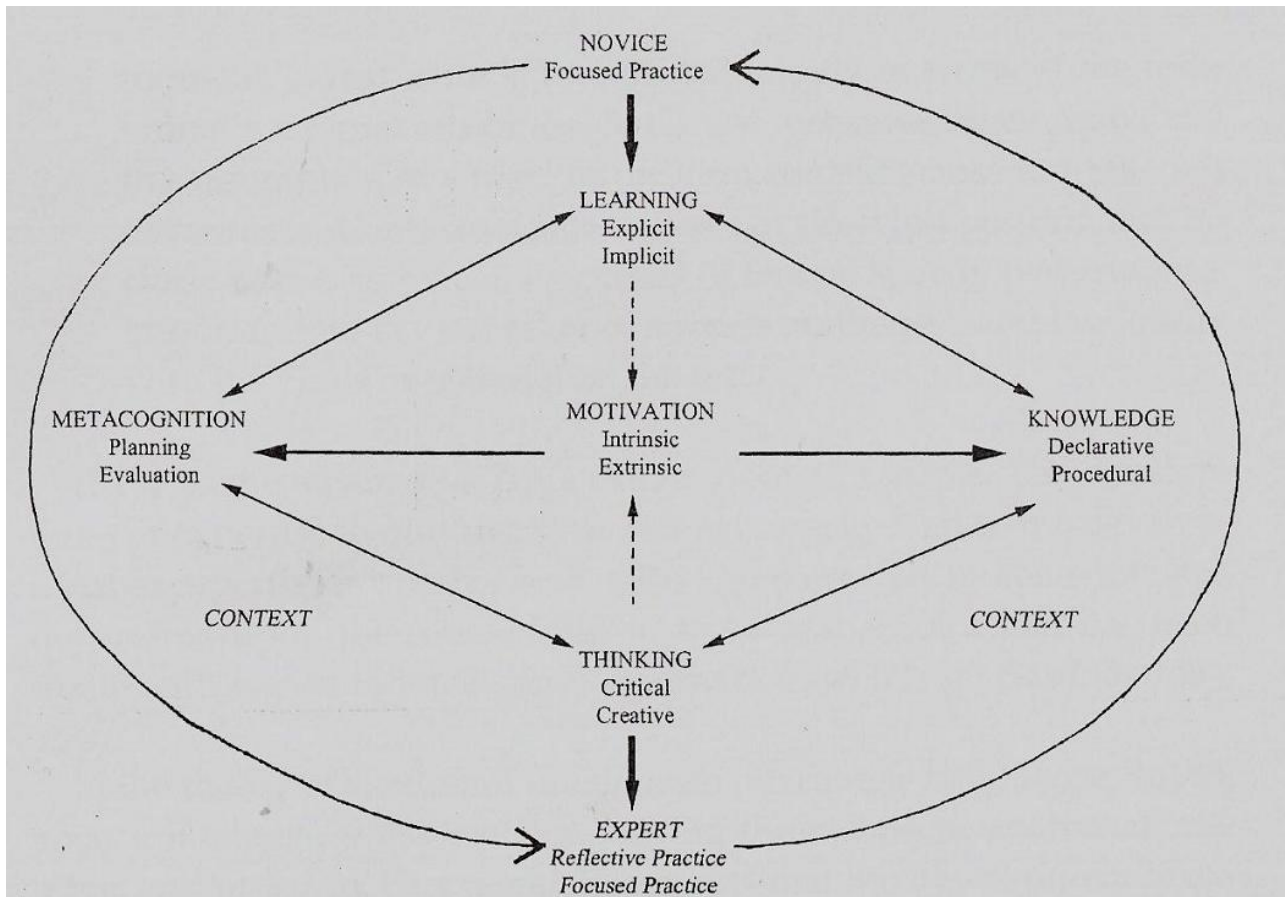 NOVICE
Focused Practice
LEARNING
Explicit
Implicit
METACOGNITION
Planning
Evaluation
MOTIVATION
Intrinsic
Extrinsic
KNOWLEDGE
Declarative
Procedural
CONTEXT
CONTEXT
THINKING
Critical
Creative
EXPERT
Reflective Practice
Focused Practice